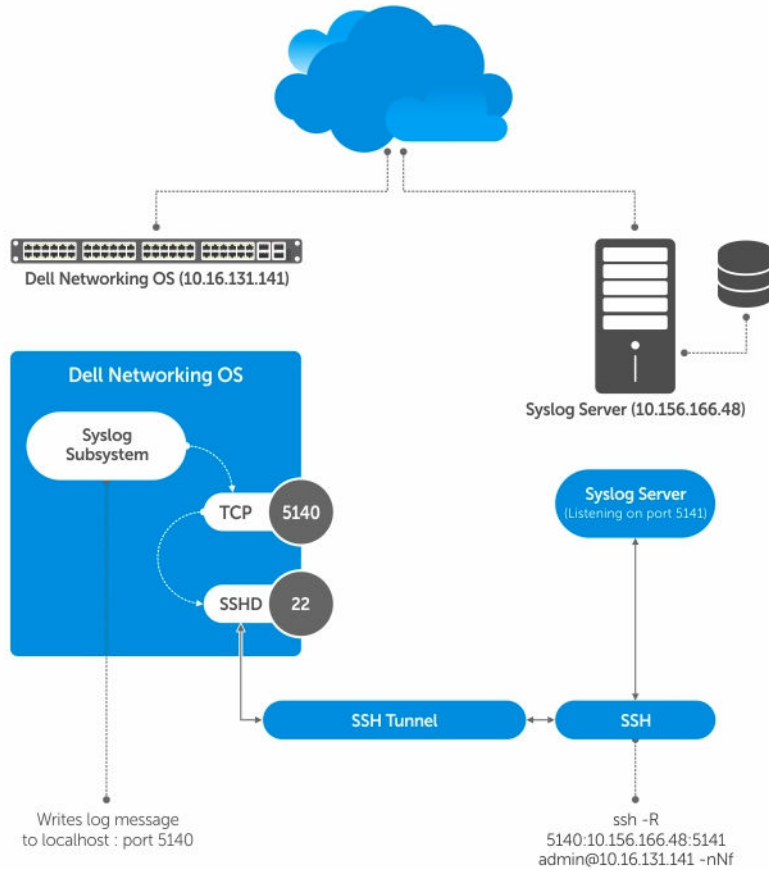 Dell Networking OS (10.16.131.141)
Syslog Server (10.156.166.48)
Dell Networking OS
Syslog
Subsystem
TCP
5140
SSHD
22
Syslog Server
(Listening on port 5141)
SSH Tunnel
SSH
Writes log message
to localhost : port 5140
ssh -R
5140:10.156.166.48:5141
admin@10.16.131.141 -nNf